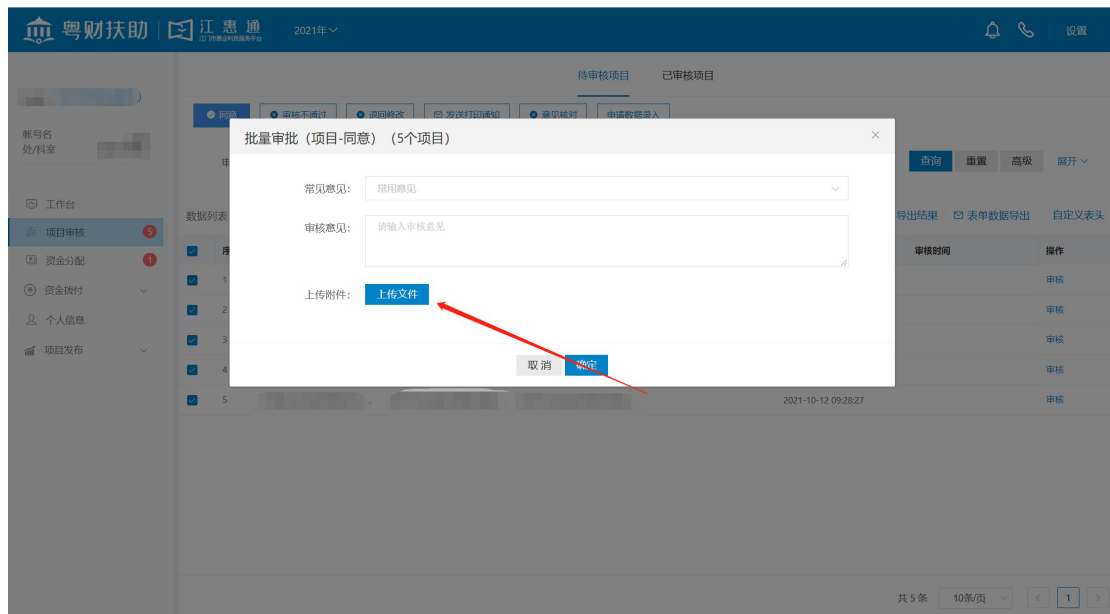 粤财扶助 江惠通 2021年 设置
江门市惠企利民服务平台
待审核项目 已审核项目
同意 审核不通过 退回修改 发送打印通知 意见核对 申请数据录入
批量审批（项目-同意）（5个项目）
帐号名
处/科室
查询 重置 高级 展开
常见意见： 常用意见
工作台
数据列表 导出结果 表单数据导出 自定义表头
审核意见： 请输入审核意见
项目审核 5
审核时间 操作
资金分配 1
1 审核
资金拨付
上传附件： 上传文件
2 审核
个人信息
3 审核
项目发布
取消 确定
4 审核
5 2021-10-12 09:28:27 审核
共5条 10条/页 1